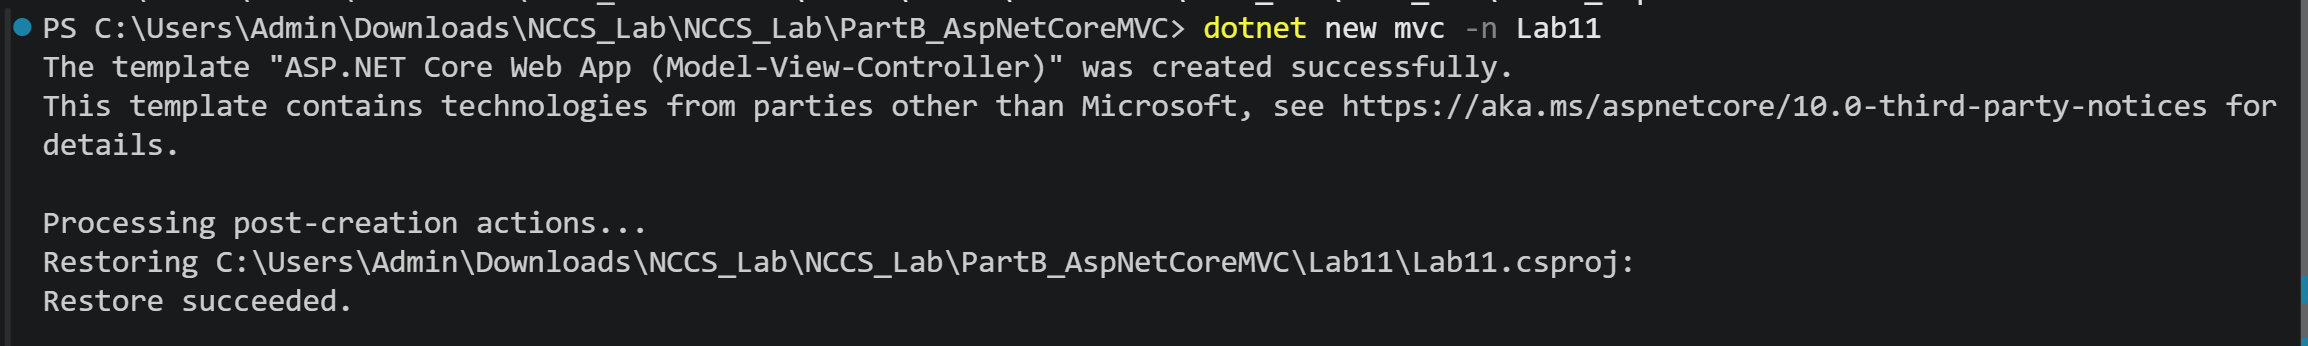 PS C:\Users\Admin\Downloads\NCCS_Lab\NCCS_Lab\PartB_AspNetCoreMVC> dotnet new mvc -n Lab11
The template "ASP.NET Core Web App (Model-View-Controller)" was created successfully.
This template contains technologies from parties other than Microsoft, see https://aka.ms/aspnetcore/10.0-third-party-notices for
details.
Processing post-creation actions...
Restoring C:\Users\Admin\Downloads\NCCS_Lab\NCCS_Lab\PartB_AspNetCoreMVC\Lab11\Lab11.csproj:
Restore succeeded.